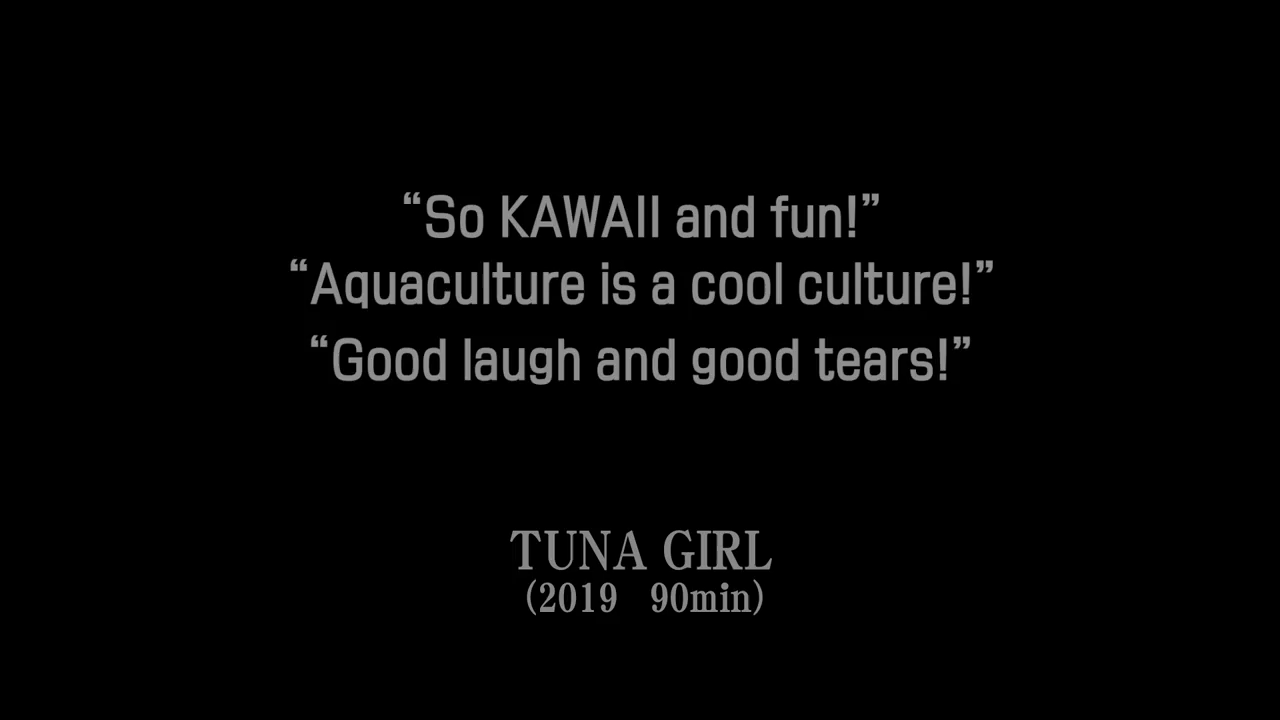 “So KAWAII and fun!”
“Aquaculture is a cool culture!”
“Good laugh and good tears!”
TUNA GIRL
(2019 90min)